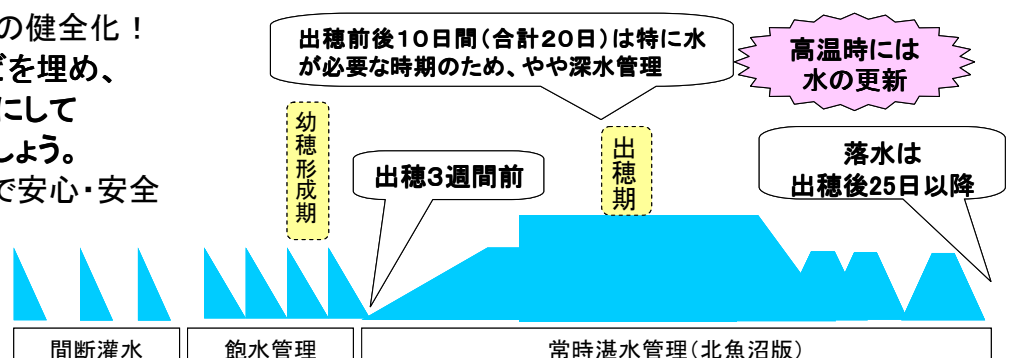 の健全化！
どを埋め、
にして
しょう。
で安心・安全
出穂前後１０日間（合計２０日）は特に水
が必要な時期のため、やや深水管理
高温時には
水の更新
幼穂形成期
出穂３週間前
出穂期
落水は
出穂後25日以降
間断灌水
飽水管理
常時湛水管理（北魚沼版）